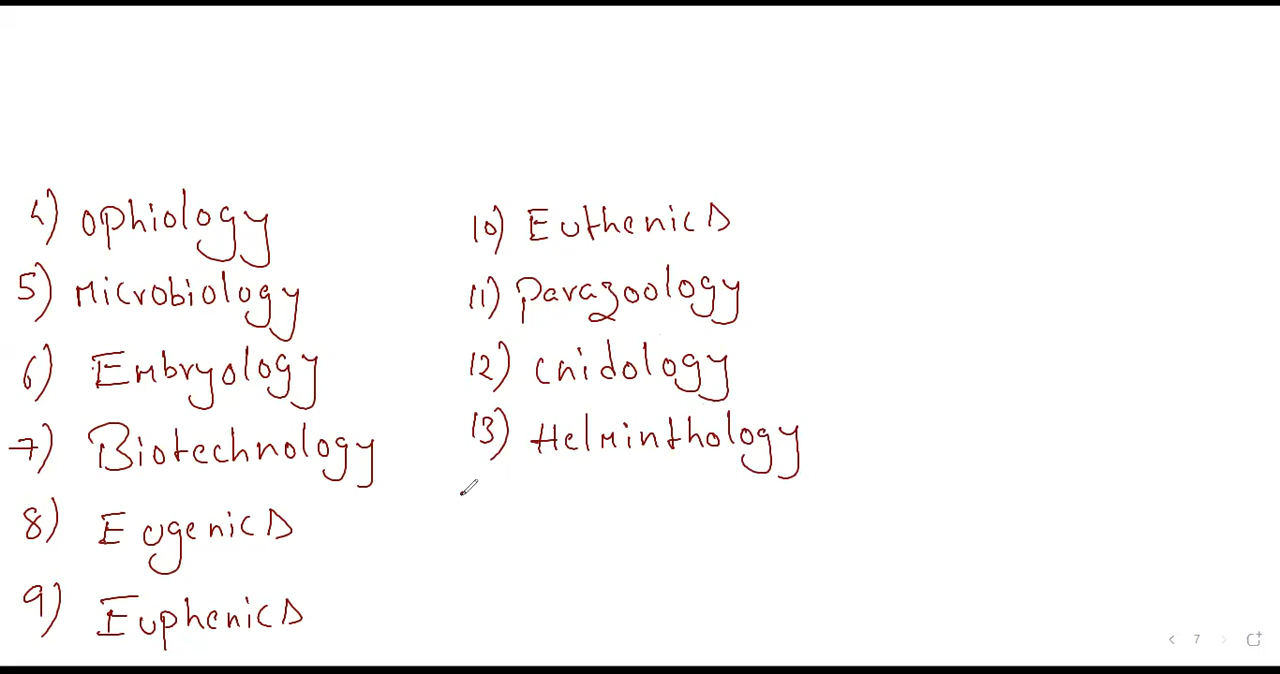 4) Ophiology
5) Microbiology
6) Embryology
7) Biotechnology
8) Eugenics
9) Euphenics
10) Euthenics
11) Parazoology
12) Cnidology
13) Helminthology
7